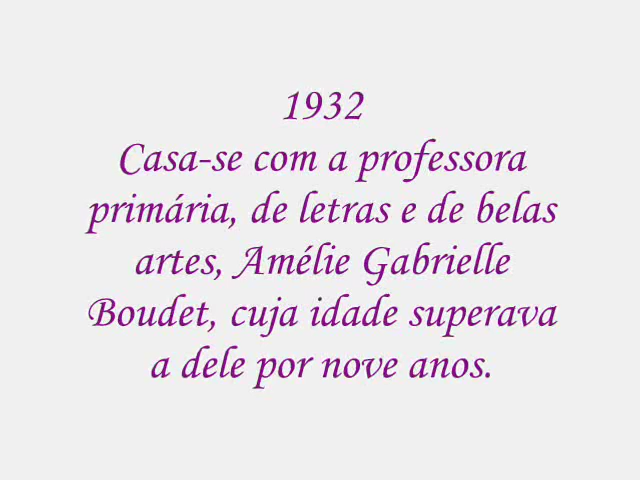 1932
Casa-se com a professora
primária, de letras e de belas
artes, Amélie Gabrielle
Boudet, cuja idade superava
a dele por nove anos.